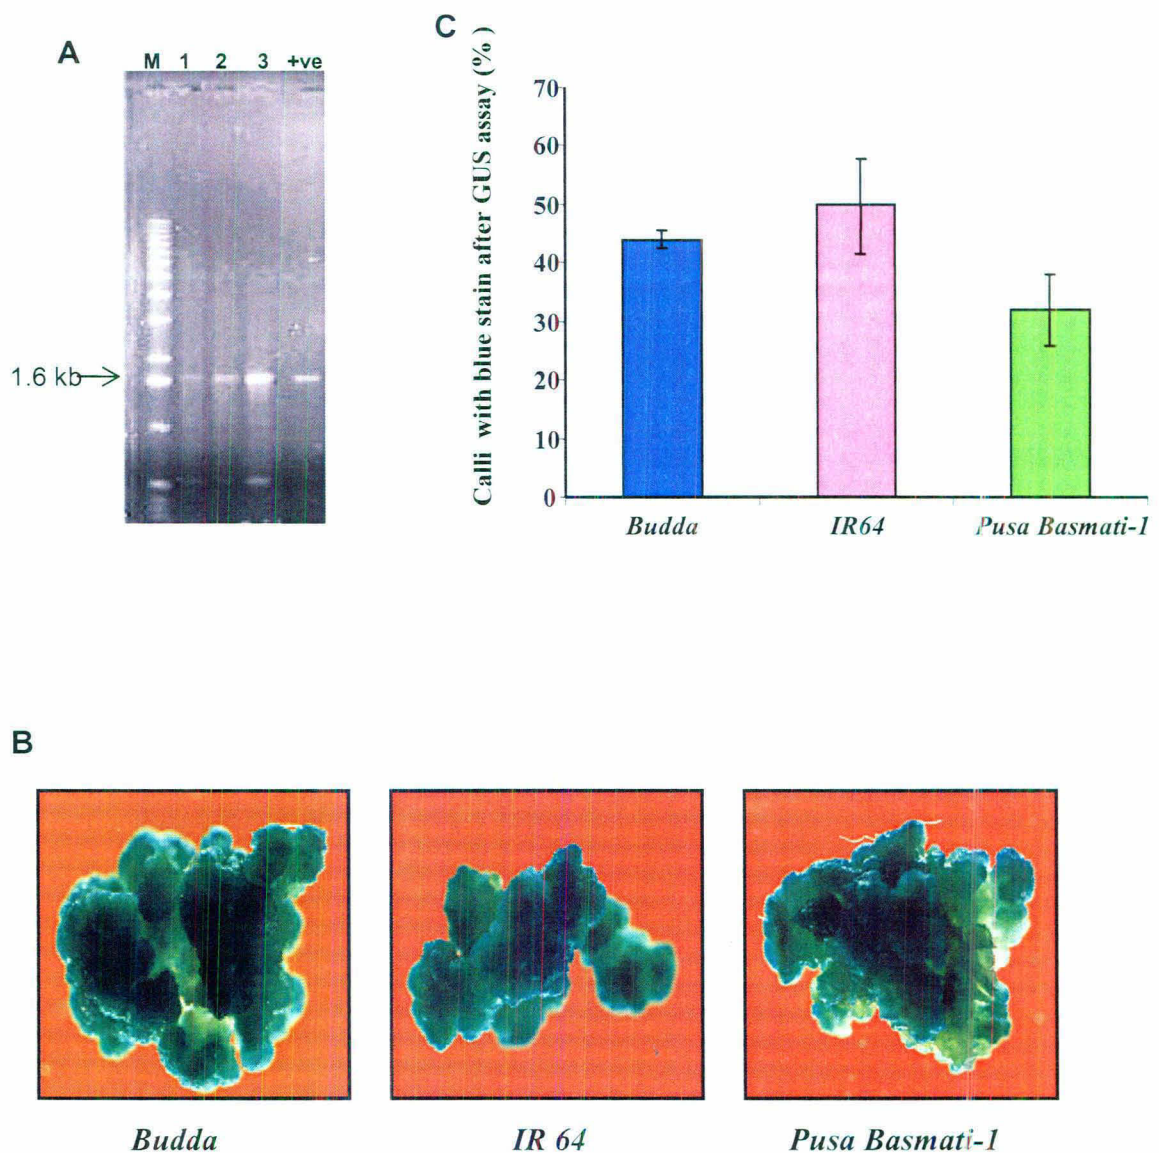 A
M 1 2 3 +ve
1.6 kb
C
Calli with blue stain after GUS assay (%)
70
60
50
40
30
20
10
0
Budda IR64 Pusa Basmati-1
B
Budda IR 64 Pusa Basmati-1